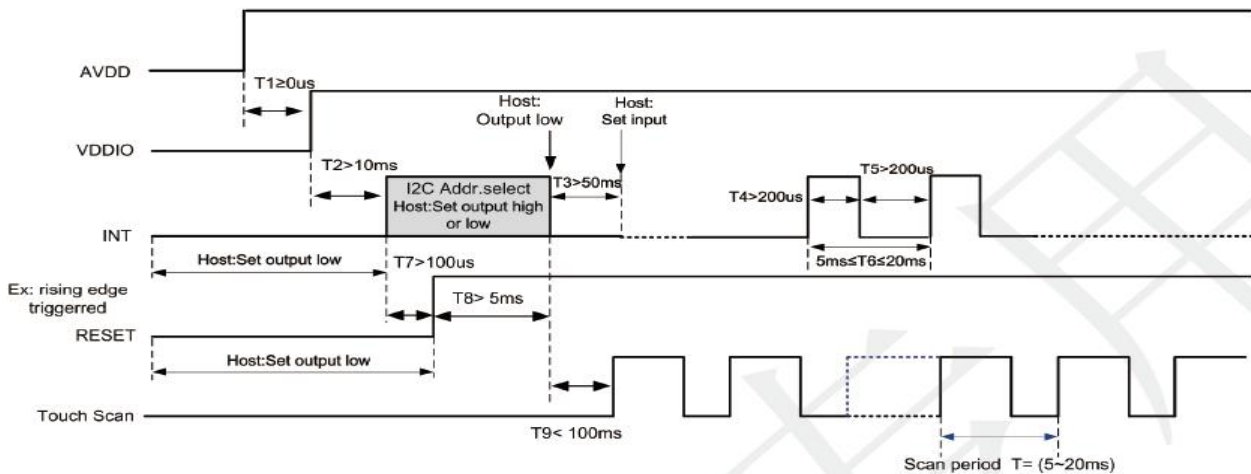 AVDD
T1≥0us
Host:
Output low
Host:
Set input
VDDIO
T2>10ms
I2C Addr.select
Host:Set output high
or low
T3>50ms
T5>200us
T4>200us
INT
Host:Set output low
T7>100us
5ms≤T6≤20ms
Ex: rising edge
triggerred
T8> 5ms
RESET
Host:Set output low
Touch Scan
T9< 100ms
Scan period T= (5~20ms)